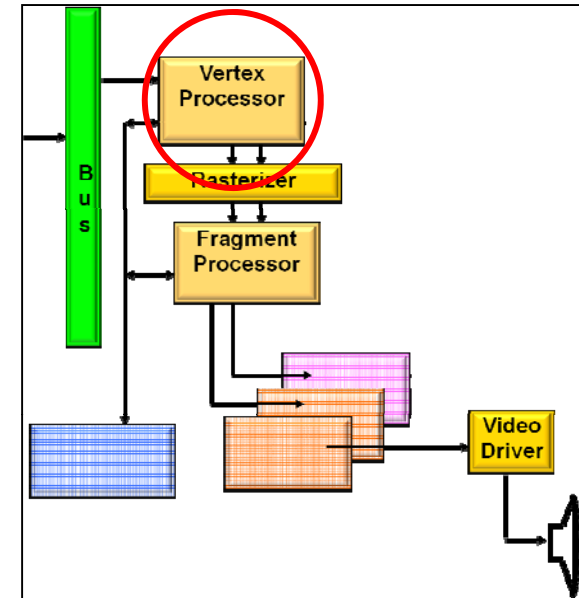 Vertex
Processor
B
u
s
Rasterizer
Fragment
Processor
Video
Driver